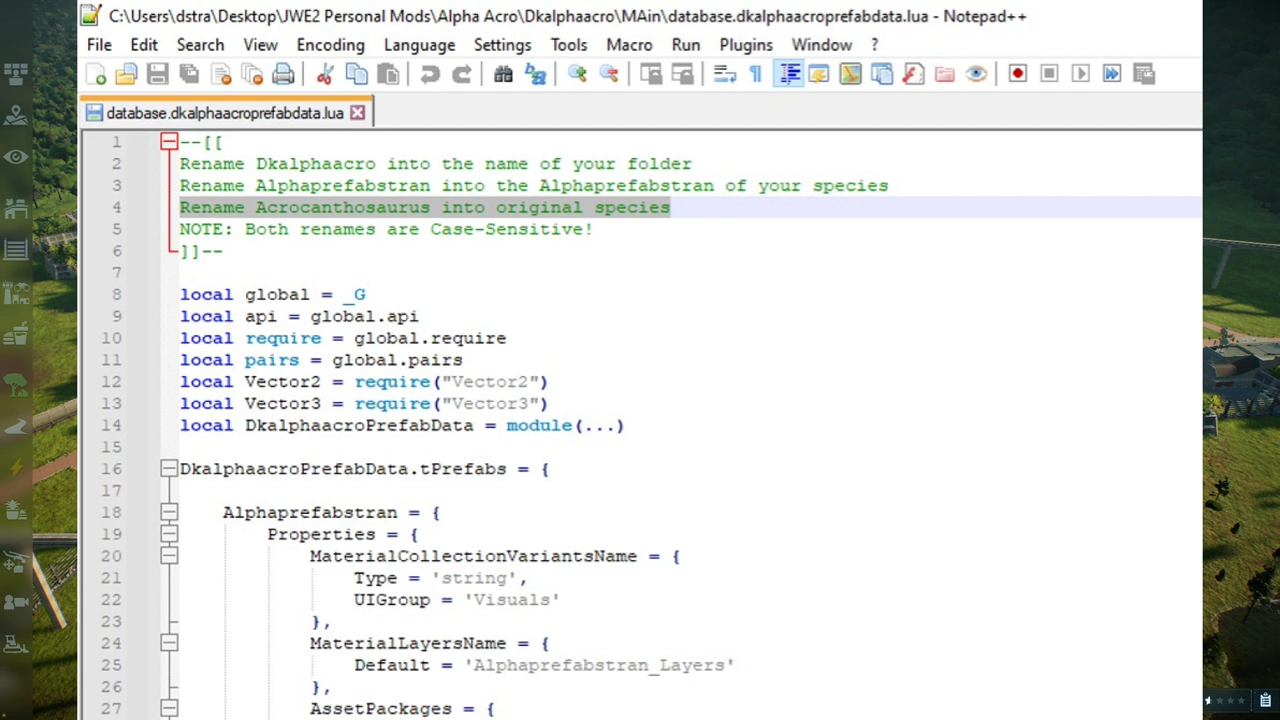 C:\Users\dstra\Desktop\JWE2 Personal Mods\Alpha Acro\Dkalphaacro\MAin\database.dkalphaacroprefabdata.lua - Notepad++
File Edit Search View Encoding Language Settings Tools Macro Run Plugins Window ?
database.dkalphaacroprefabdata.lua
1 --[[
2 Rename Dkalphaacro into the name of your folder
3 Rename Alphaprefabstran into the Alphaprefabstran of your species
4 Rename Acrocanthosaurus into original species
5 NOTE: Both renames are Case-Sensitive!
6 ]]--
7
8 local global = _G
9 local api = global.api
10 local require = global.require
11 local pairs = global.pairs
12 local Vector2 = require("Vector2")
13 local Vector3 = require("Vector3")
14 local DkalphaacroPrefabData = module(...)
15
16 DkalphaacroPrefabData.tPrefabs = {
17
18 Alphaprefabstran = {
19 Properties = {
20 MaterialCollectionVariantsName = {
21 Type = 'string',
22 UIGroup = 'Visuals'
23 },
24 MaterialLayersName = {
25 Default = 'Alphaprefabstran_Layers'
26 },
27 AssetPackages = {